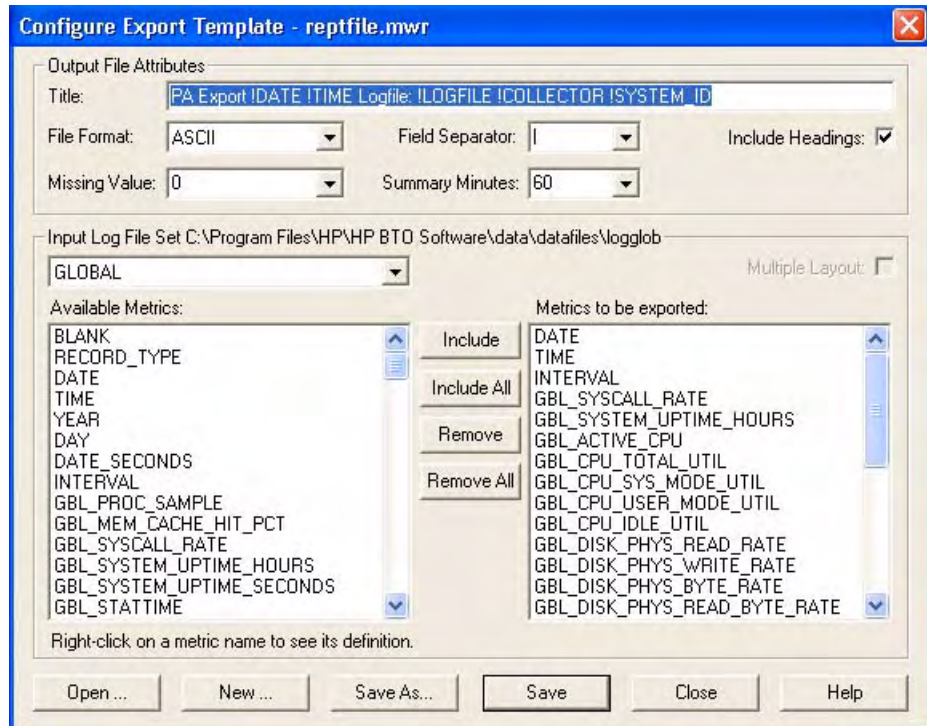 Configure Export Template - reptfile.mwr
Output File Attributes
Title: PA Export !DATE !TIME Logfile: !LOGFILE !COLLECTOR !SYSTEM_ID
File Format: ASCII Field Separator: | Include Headings:
Missing Value: 0 Summary Minutes: 60
Input Log File Set C:\Program Files\HP\HP BTO Software\data\datafiles\logglob
GLOBAL
Multiple Layout:
Available Metrics:
BLANK
RECORD_TYPE
DATE
TIME
YEAR
DAY
DATE_SECONDS
INTERVAL
GBL_PROC_SAMPLE
GBL_MEM_CACHE_HIT_PCT
GBL_SYSCALL_RATE
GBL_SYSTEM_UPTIME_HOURS
GBL_SYSTEM_UPTIME_SECONDS
GBL_STATTIME
Include
Include All
Remove
Remove All
Metrics to be exported:
DATE
TIME
INTERVAL
GBL_SYSCALL_RATE
GBL_SYSTEM_UPTIME_HOURS
GBL_ACTIVE_CPU
GBL_CPU_TOTAL_UTIL
GBL_CPU_SYS_MODE_UTIL
GBL_CPU_USER_MODE_UTIL
GBL_CPU_IDLE_UTIL
GBL_DISK_PHYS_READ_RATE
GBL_DISK_PHYS_WRITE_RATE
GBL_DISK_PHYS_BYTE_RATE
GBL_DISK_PHYS_READ_BYTE_RATE
Right-click on a metric name to see its definition.
Open ... New ... Save As... Save Close Help